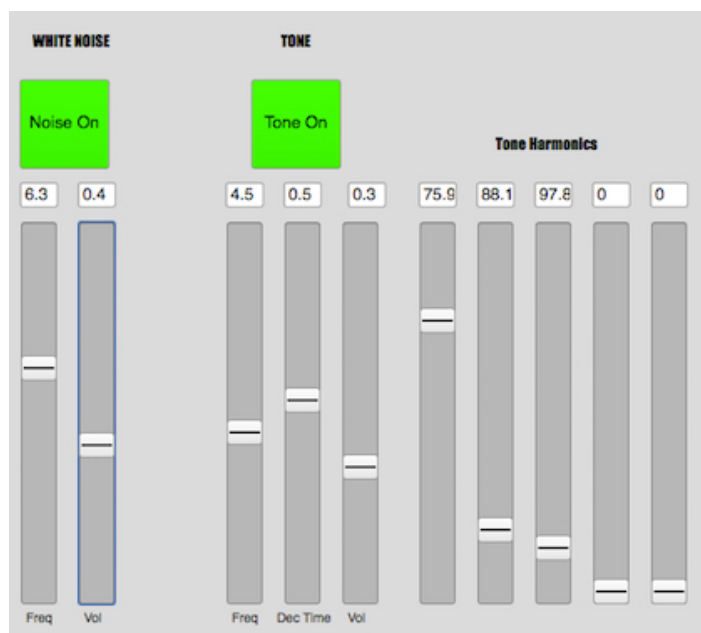 WHITE NOISE
TONE
Noise On
Tone On
Tone Harmonics
6.3 0.4 4.5 0.5 0.3 75.9 88.1 97.8 0 0
Freq Vol Freq Dec Time Vol